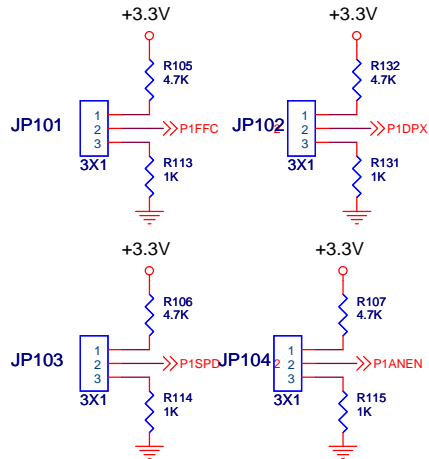 +3.3V
R105
4.7K
JP101
1
2
3
P1FFC
3X1
R113
1K
+3.3V
R132
4.7K
JP102
2
1
2
3
P1DPX
3X1
R131
1K
+3.3V
R106
4.7K
JP103
1
2
3
P1SPD
3X1
R114
1K
+3.3V
R107
4.7K
JP104
2
1
2
3
P1ANEN
3X1
R115
1K